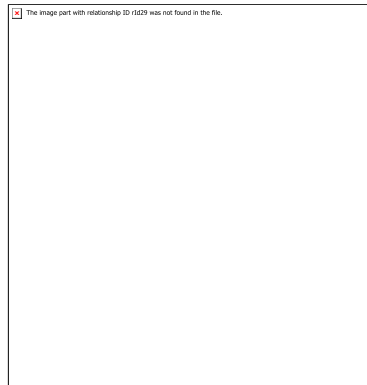 The image part with relationship ID rId29 was not found in the file.